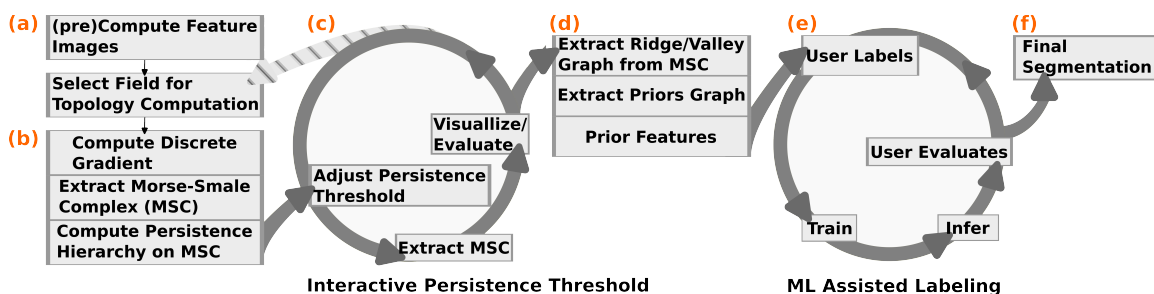 (a)
(pre)Compute Feature
Images
Select Field for
Topology Computation
(b)
Compute Discrete
Gradient
Extract Morse-Smale
Complex (MSC)
Compute Persistence
Hierarchy on MSC
(c)
Visuallize/
Evaluate
Adjust Persistence
Threshold
Extract MSC
Interactive Persistence Threshold
(d)
Extract Ridge/Valley
Graph from MSC
Extract Priors Graph
Prior Features
(e)
User Labels
User Evaluates
Train
Infer
ML Assisted Labeling
(f)
Final
Segmentation